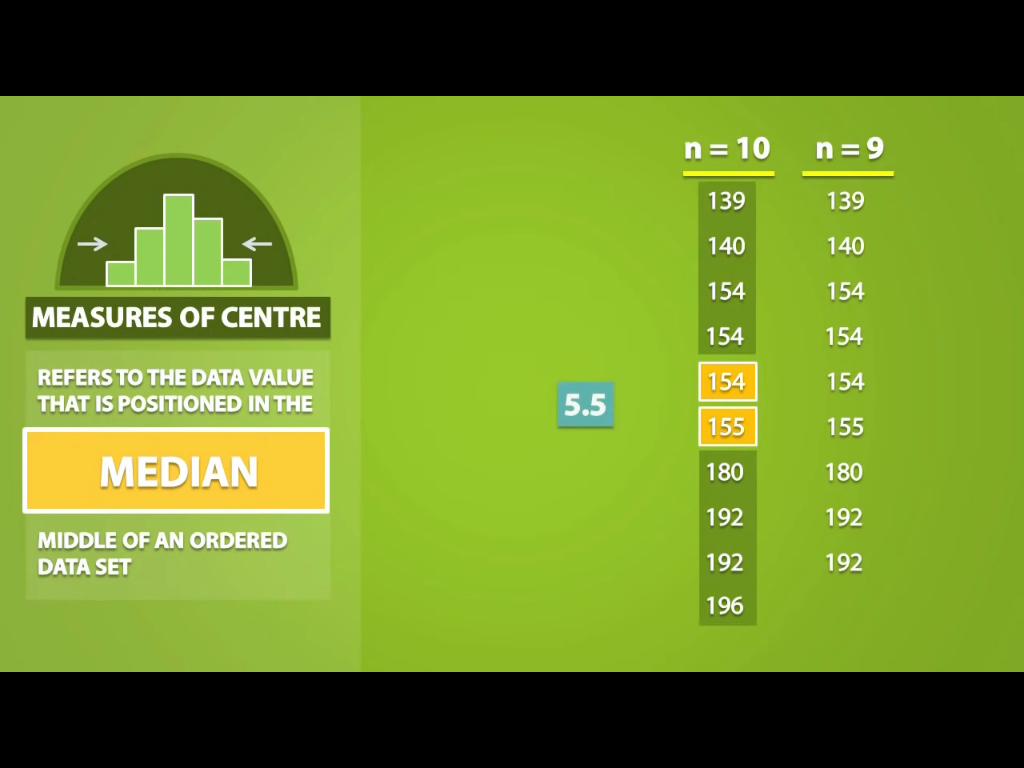 MEASURES OF CENTRE
REFERS TO THE DATA VALUE
THAT IS POSITIONED IN THE
MEDIAN
MIDDLE OF AN ORDERED
DATA SET
5.5
n = 10 n = 9
139 139
140 140
154 154
154 154
154 154
155 155
180 180
192 192
192 192
196